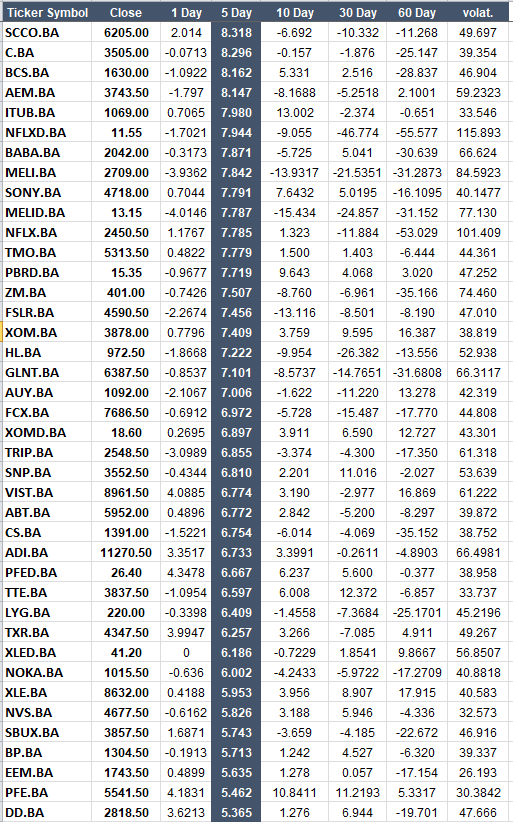 Ticker Symbol Close 1 Day 5 Day 10 Day 30 Day 60 Day volat.
SCCO.BA 6205.00 2.014 8.318 -6.692 -10.332 -11.268 49.697
C.BA 3505.00 -0.0713 8.296 -0.157 -1.876 -25.147 39.354
BCS.BA 1630.00 -1.0922 8.162 5.331 2.516 -28.837 46.904
AEM.BA 3743.50 -1.797 8.147 -8.1688 -5.2518 2.1001 59.2323
ITUB.BA 1069.00 0.7065 7.980 13.002 -2.374 -0.651 33.546
NFLXD.BA 11.55 -1.7021 7.944 -9.055 -46.774 -55.577 115.893
BABA.BA 2042.00 -0.3173 7.871 -5.725 5.041 -30.639 66.624
MELI.BA 2709.00 -3.9362 7.842 -13.9317 -21.5351 -31.2873 84.5923
SONY.BA 4718.00 0.7044 7.791 7.6432 5.0195 -16.1095 40.1477
MELID.BA 13.15 -4.0146 7.787 -15.434 -24.857 -31.152 77.130
NFLX.BA 2450.50 1.1767 7.785 1.323 -11.884 -53.029 101.409
TMO.BA 5313.50 0.4822 7.779 1.500 1.403 -6.444 44.361
PBRD.BA 15.35 -0.9677 7.719 9.643 4.068 3.020 47.252
ZM.BA 401.00 -0.7426 7.507 -8.760 -6.961 -35.166 74.460
FSLR.BA 4590.50 -2.2674 7.456 -13.116 -8.501 -8.190 47.010
XOM.BA 3878.00 0.7796 7.409 3.759 9.595 16.387 38.819
HL.BA 972.50 -1.8668 7.222 -9.954 -26.382 -13.556 52.938
GLNT.BA 6387.50 -0.8537 7.101 -8.5737 -14.7651 -31.6808 66.3117
AUY.BA 1092.00 -2.1067 7.006 -1.622 -11.220 13.278 42.319
FCX.BA 7686.50 -0.6912 6.972 -5.728 -15.487 -17.770 44.808
XOMD.BA 18.60 0.2695 6.897 3.911 6.590 12.727 43.301
TRIP.BA 2548.50 -3.0989 6.855 -3.374 -4.300 -17.350 61.318
SNP.BA 3552.50 -0.4344 6.810 2.201 11.016 -2.027 53.639
VIST.BA 8961.50 4.0885 6.774 3.190 -2.977 16.869 61.222
ABT.BA 5952.00 0.4896 6.772 2.842 -5.200 -8.297 39.872
CS.BA 1391.00 -1.5221 6.754 -6.014 -4.069 -35.152 38.752
ADI.BA 11270.50 3.3517 6.733 3.3991 -0.2611 -4.8903 66.4981
PFED.BA 26.40 4.3478 6.667 6.237 5.600 -0.377 38.958
TTE.BA 3837.50 -1.0954 6.597 6.008 12.372 -6.857 33.737
LYG.BA 220.00 -0.3398 6.409 -1.4558 -7.3684 -25.1701 45.2196
TXR.BA 4347.50 3.9947 6.257 3.266 -7.085 4.911 49.267
XLED.BA 41.20 0 6.186 -0.7229 1.8541 9.8667 56.8507
NOKA.BA 1015.50 -0.636 6.002 -4.2433 -5.9722 -17.2709 40.8818
XLE.BA 8632.00 0.4188 5.953 3.956 8.907 17.915 40.583
NVS.BA 4677.50 -0.6162 5.826 3.188 5.946 -4.336 32.573
SBUX.BA 3857.50 1.6871 5.743 -3.659 -4.185 -22.672 46.916
BP.BA 1304.50 -0.1913 5.713 1.242 4.527 -6.320 39.337
EEM.BA 1743.50 0.4899 5.635 1.278 0.057 -17.154 26.193
PFE.BA 5541.50 4.1831 5.462 10.8411 11.2193 5.3317 30.3842
DD.BA 2818.50 3.6213 5.365 1.276 6.944 -19.701 47.666